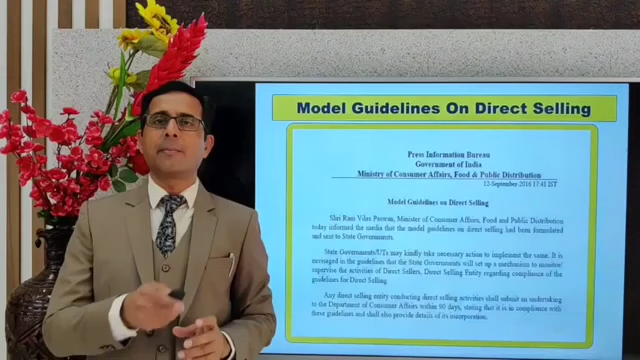 Model Guidelines On Direct Selling
Press Information Bureau
Government of India
Ministry of Consumer Affairs, Food & Public Distribution
12-September-2016 17:41 IST
Model Guidelines on Direct Selling
Shri Ram Vilas Paswan, Minister of Consumer Affairs, Food and Public Distribution
today informed the media that the model guidelines on direct selling had been formulated
and sent to State Governments.
State Governments/UTs may kindly take necessary action to implement the same. It is
envisaged in the guidelines that the State Governments will set up a mechanism to monitor/
supervise the activities of Direct Sellers, Direct Selling Entity regarding compliance of the
guidelines for Direct Selling.
Any direct selling entity conducting direct selling activities shall submit an undertaking
to the Department of Consumer Affairs within 90 days, stating that it is in compliance with
these guidelines and shall also provide details of its incorporation.